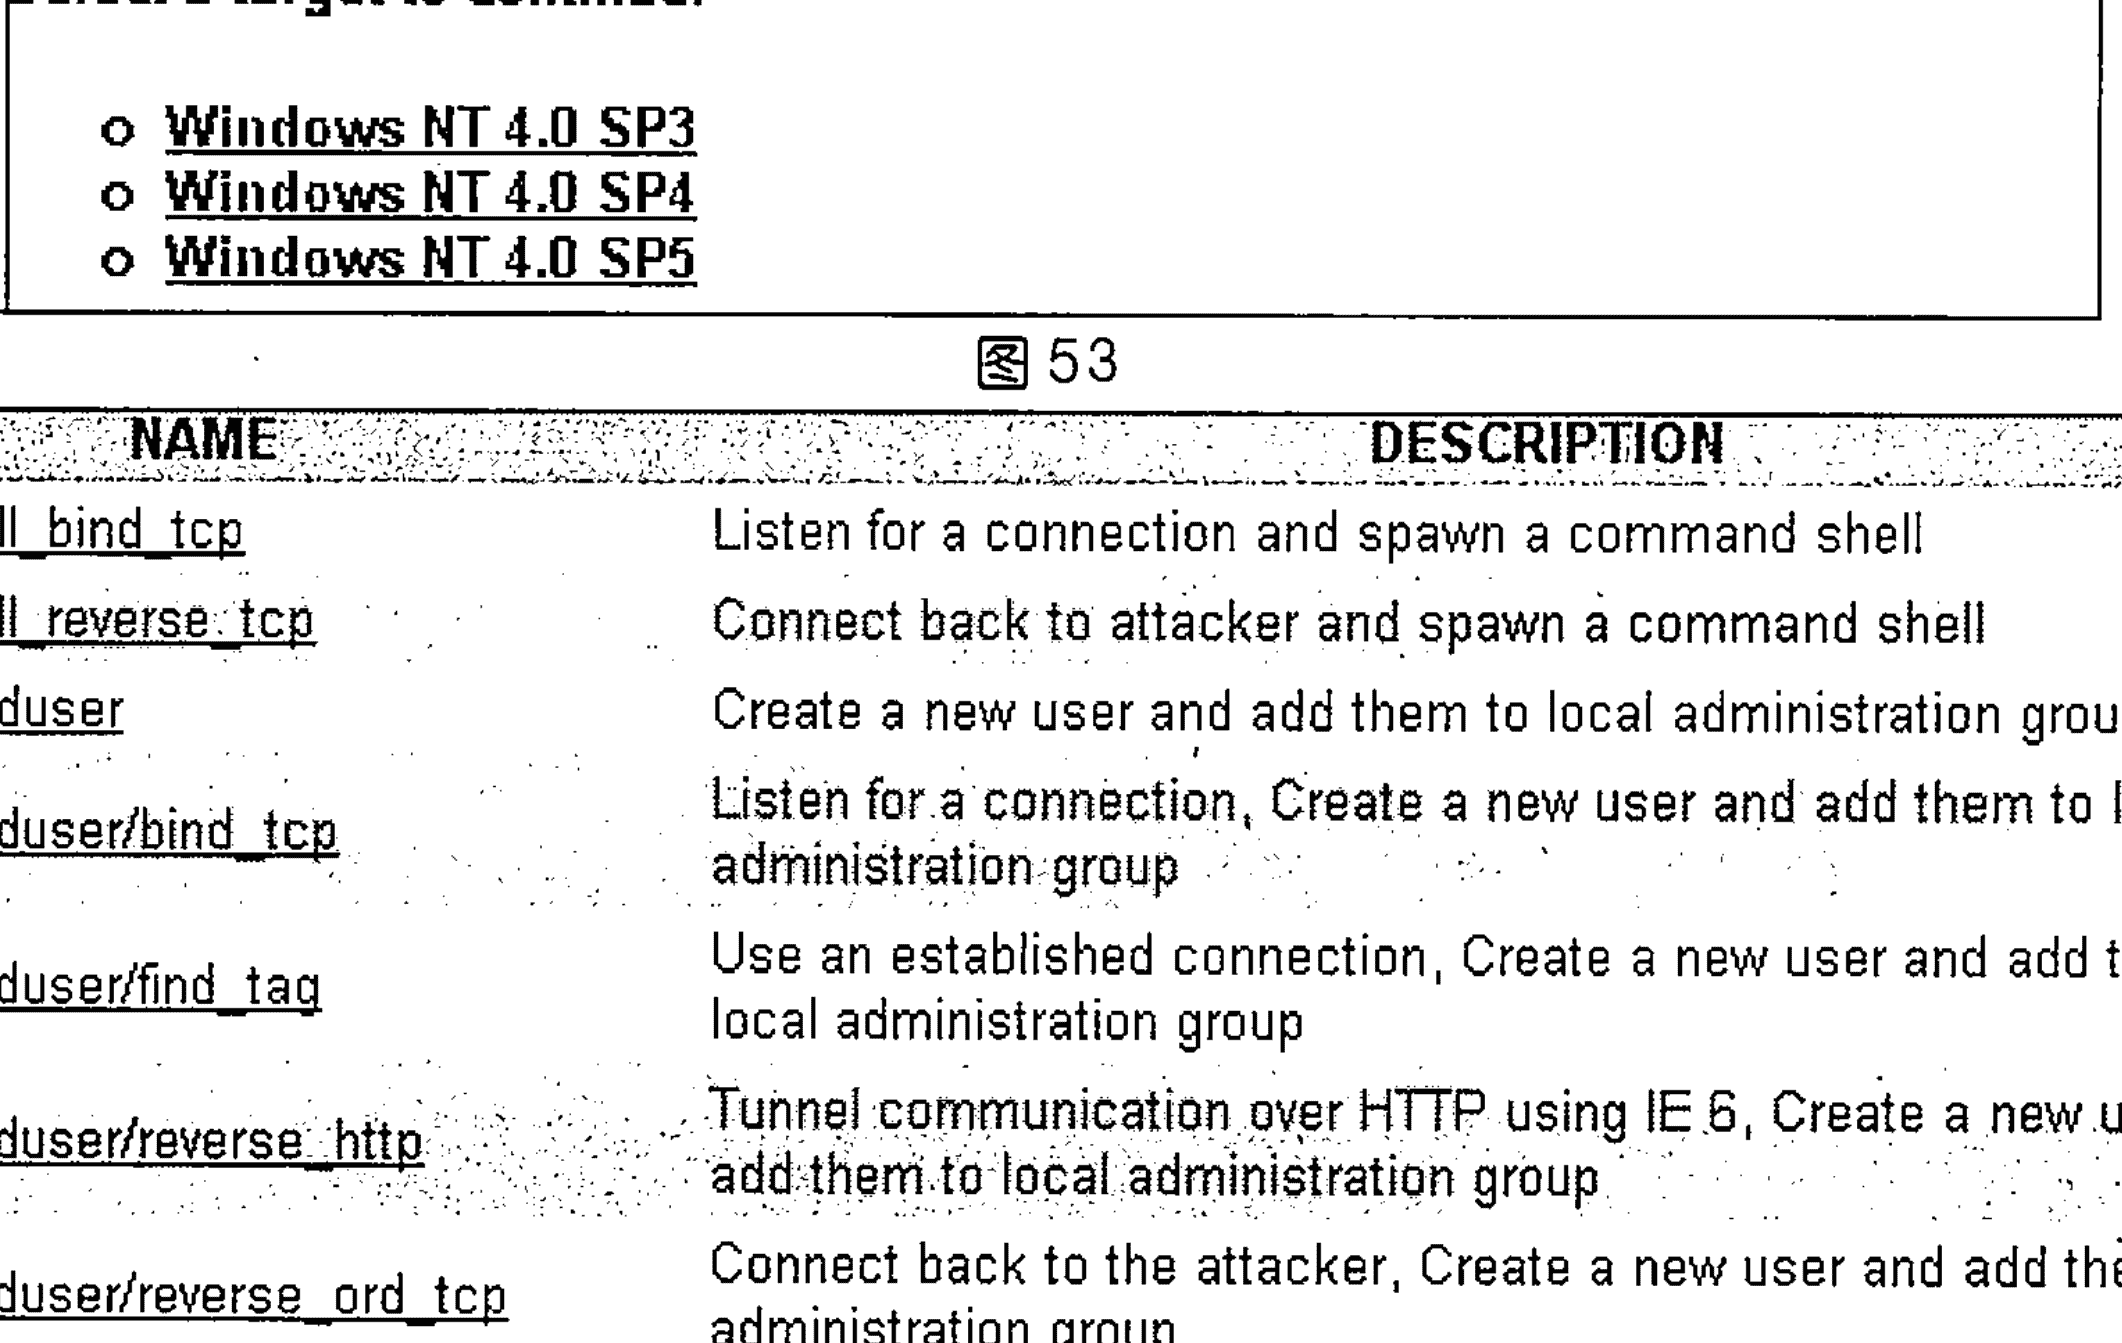 target to continue.
Windows NT 4.0 SP3
Windows NT 4.0 SP4
Windows NT 4.0 SP5
图 53
NAME DESCRIPTION
ll_bind_tcp Listen for a connection and spawn a command shell
ll_reverse_tcp Connect back to attacker and spawn a command shell
duser Create a new user and add them to local administration grou
duser/bind_tcp Listen for a connection, Create a new user and add them to l
administration group
duser/find_tag Use an established connection, Create a new user and add t
local administration group
duser/reverse_http Tunnel communication over HTTP using IE 6, Create a new u
add them to local administration group
duser/reverse_ord_tcp Connect back to the attacker, Create a new user and add the
administration group